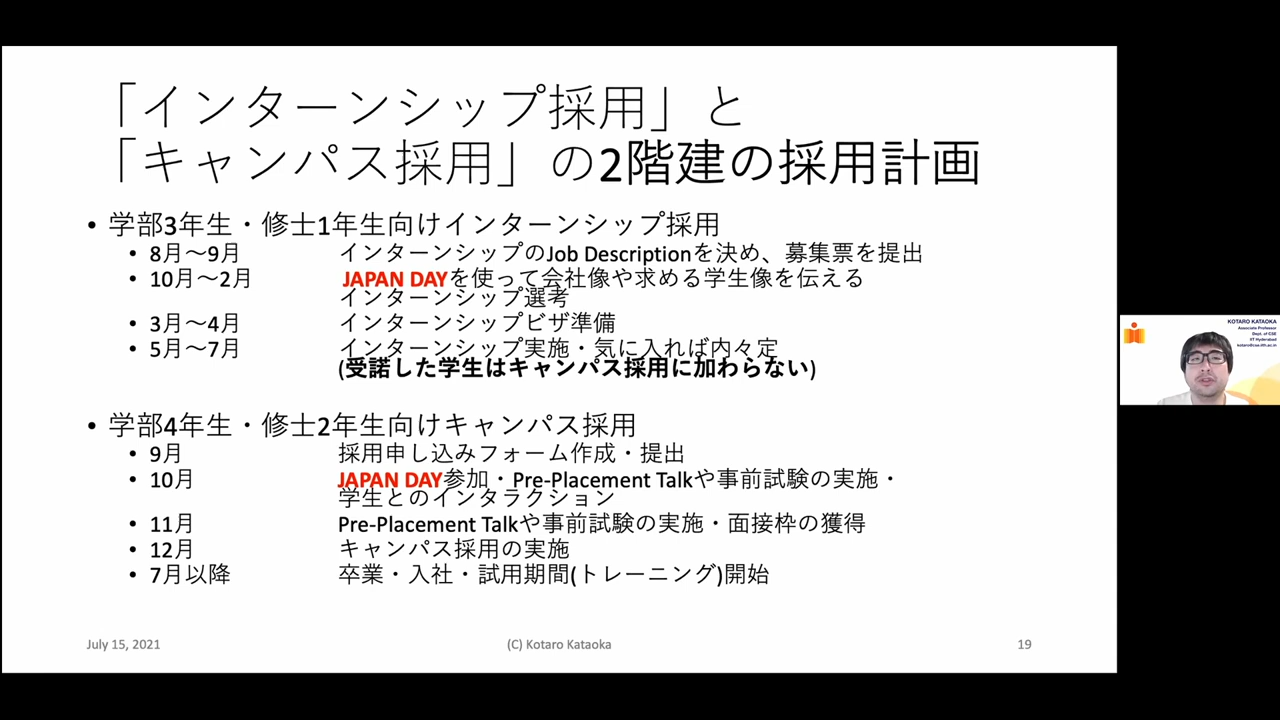 「インターンシップ採用」と
「キャンパス採用」の2階建の採用計画
• 学部3年生・修士1年生向けインターンシップ採用
• 8月〜9月 インターンシップのJob Descriptionを決め、募集票を提出
• 10月〜2月 JAPAN DAYを使って会社像や求める学生像を伝える
インターンシップ選考
• 3月〜4月 インターンシップビザ準備
• 5月〜7月 インターンシップ実施・気に入れば内々定
(受諾した学生はキャンパス採用に加わらない)
• 学部4年生・修士2年生向けキャンパス採用
• 9月 採用申し込みフォーム作成・提出
• 10月 JAPAN DAY参加・Pre-Placement Talkや事前試験の実施・
学生とのインタラクション
• 11月 Pre-Placement Talkや事前試験の実施・面接枠の獲得
• 12月 キャンパス採用の実施
• 7月以降 卒業・入社・試用期間(トレーニング)開始
July 15, 2021 (C) Kotaro Kataoka 19
KOTARO KATAOKA
Associate Professor
Dept. of CSE
IIT Hyderabad
kotaro@cse.iith.ac.in